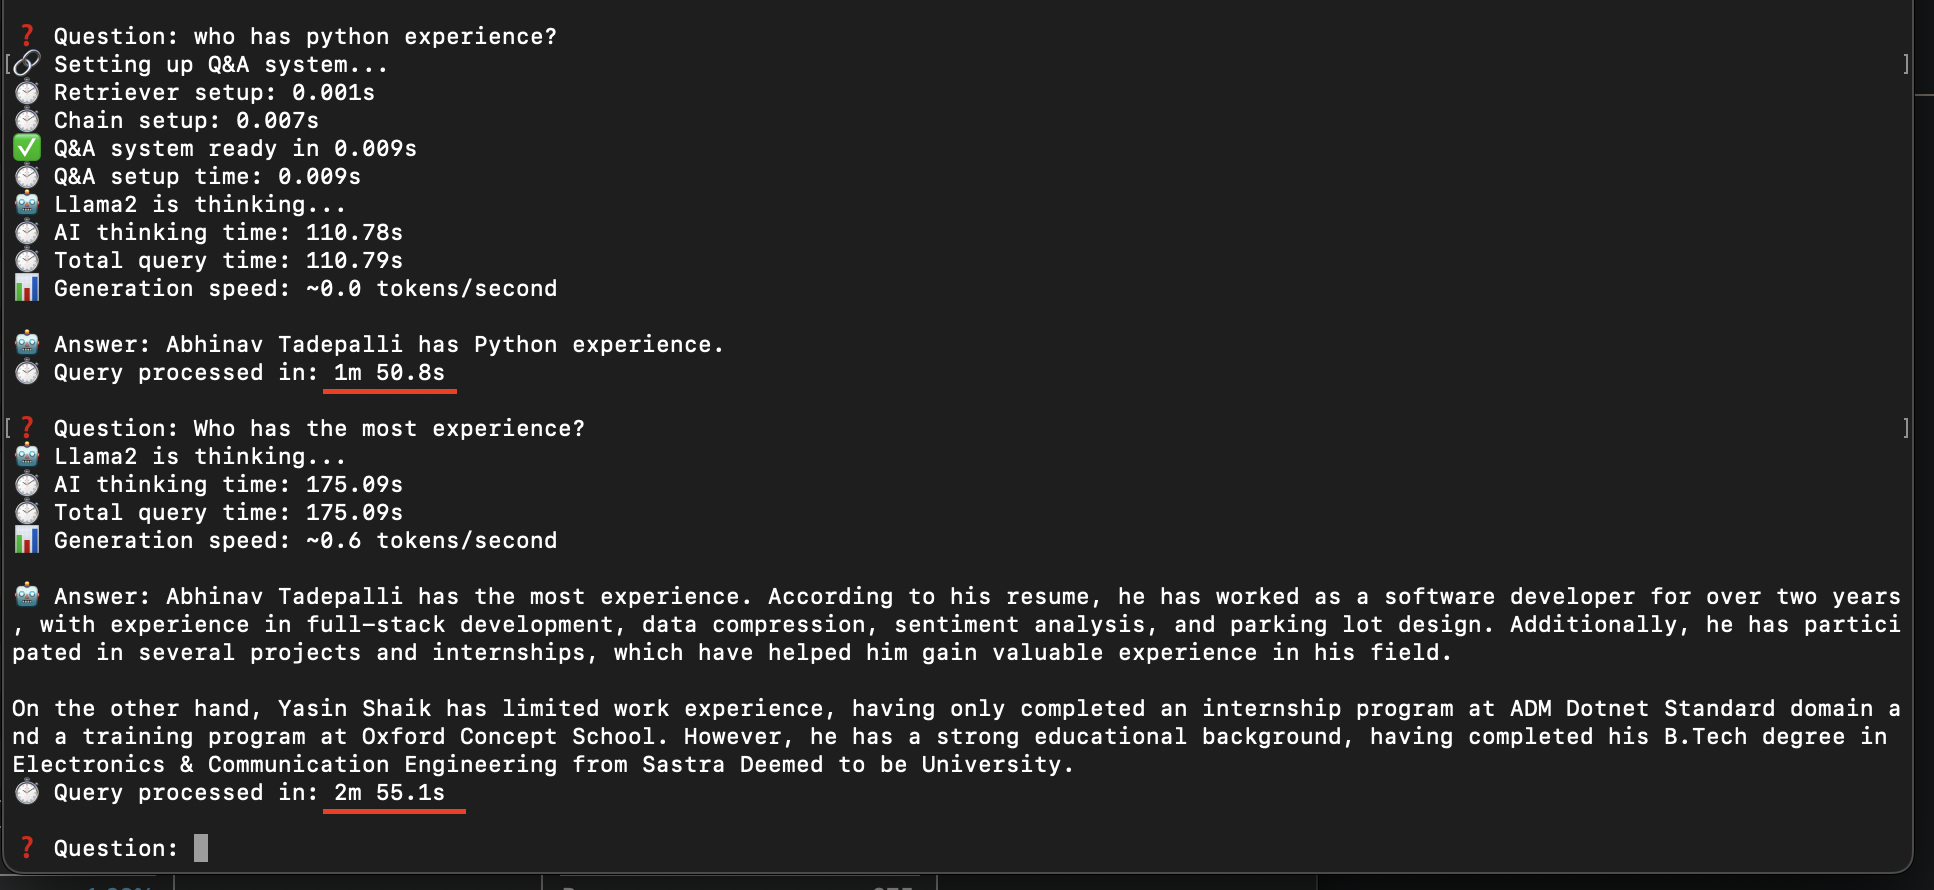 ❓ Question: who has python experience?
[🔗 Setting up Q&A system... ]
⏱ Retriever setup: 0.001s
⏱ Chain setup: 0.007s
✅ Q&A system ready in 0.009s
⏱ Q&A setup time: 0.009s
🤖 Llama2 is thinking...
⏱ AI thinking time: 110.78s
⏱ Total query time: 110.79s
📊 Generation speed: ~0.0 tokens/second
🤖 Answer: Abhinav Tadepalli has Python experience.
⏱ Query processed in: 1m 50.8s
[❓ Question: Who has the most experience? ]
🤖 Llama2 is thinking...
⏱ AI thinking time: 175.09s
⏱ Total query time: 175.09s
📊 Generation speed: ~0.6 tokens/second
🤖 Answer: Abhinav Tadepalli has the most experience. According to his resume, he has worked as a software developer for over two years
, with experience in full-stack development, data compression, sentiment analysis, and parking lot design. Additionally, he has partici
pated in several projects and internships, which have helped him gain valuable experience in his field.
On the other hand, Yasin Shaik has limited work experience, having only completed an internship program at ADM Dotnet Standard domain a
nd a training program at Oxford Concept School. However, he has a strong educational background, having completed his B.Tech degree in
Electronics & Communication Engineering from Sastra Deemed to be University.
⏱ Query processed in: 2m 55.1s
❓ Question: